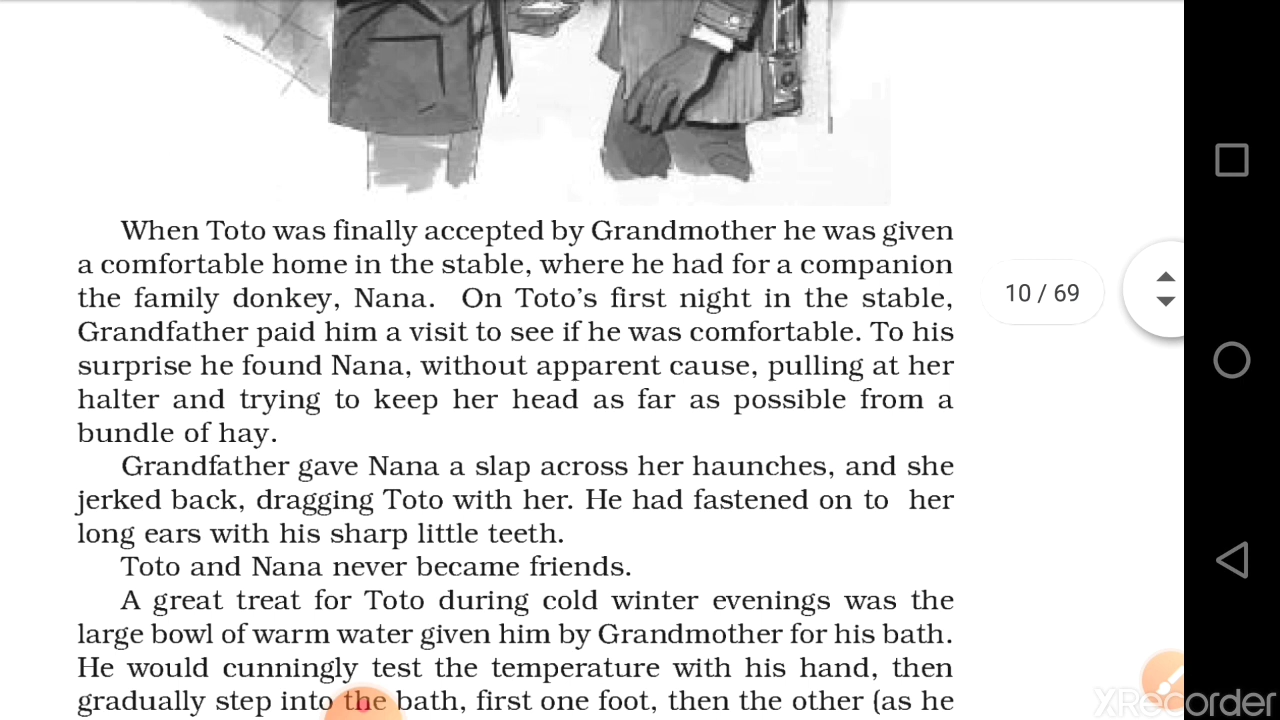 When Toto was finally accepted by Grandmother he was given
a comfortable home in the stable, where he had for a companion
the family donkey, Nana. On Toto's first night in the stable,
Grandfather paid him a visit to see if he was comfortable. To his
surprise he found Nana, without apparent cause, pulling at her
halter and trying to keep her head as far as possible from a
bundle of hay.
Grandfather gave Nana a slap across her haunches, and she
jerked back, dragging Toto with her. He had fastened on to her
long ears with his sharp little teeth.
Toto and Nana never became friends.
A great treat for Toto during cold winter evenings was the
large bowl of warm water given him by Grandmother for his bath.
He would cunningly test the temperature with his hand, then
gradually step into the bath, first one foot, then the other (as he
10 / 69
XRecorder